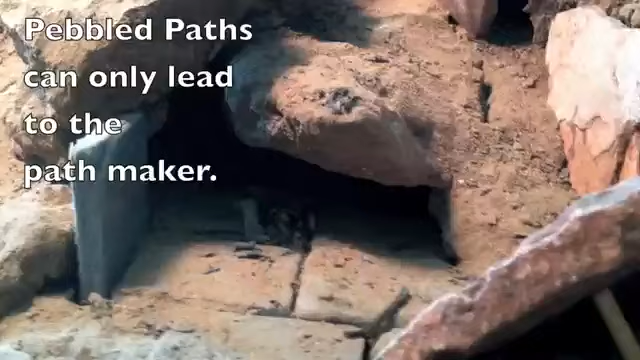 Pebbled Paths
can only lead
to the
path maker.